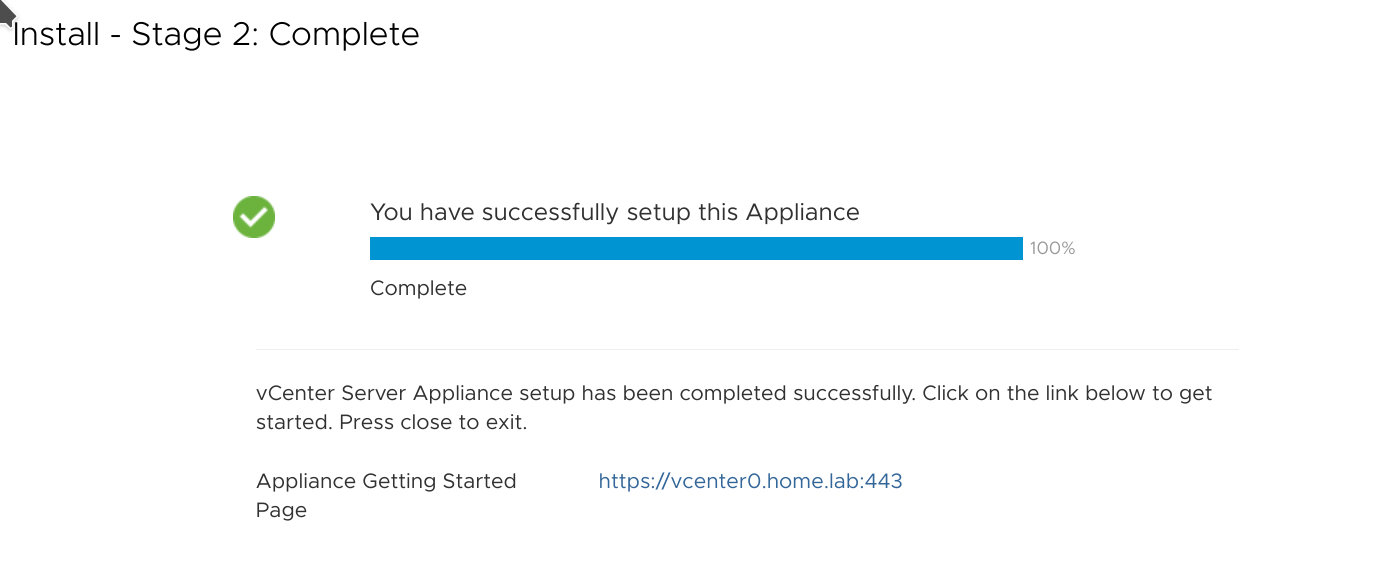 Install - Stage 2: Complete
You have successfully setup this Appliance
100%
Complete
vCenter Server Appliance setup has been completed successfully. Click on the link below to get
started. Press close to exit.
Appliance Getting Started https://vcenter0.home.lab:443
Page